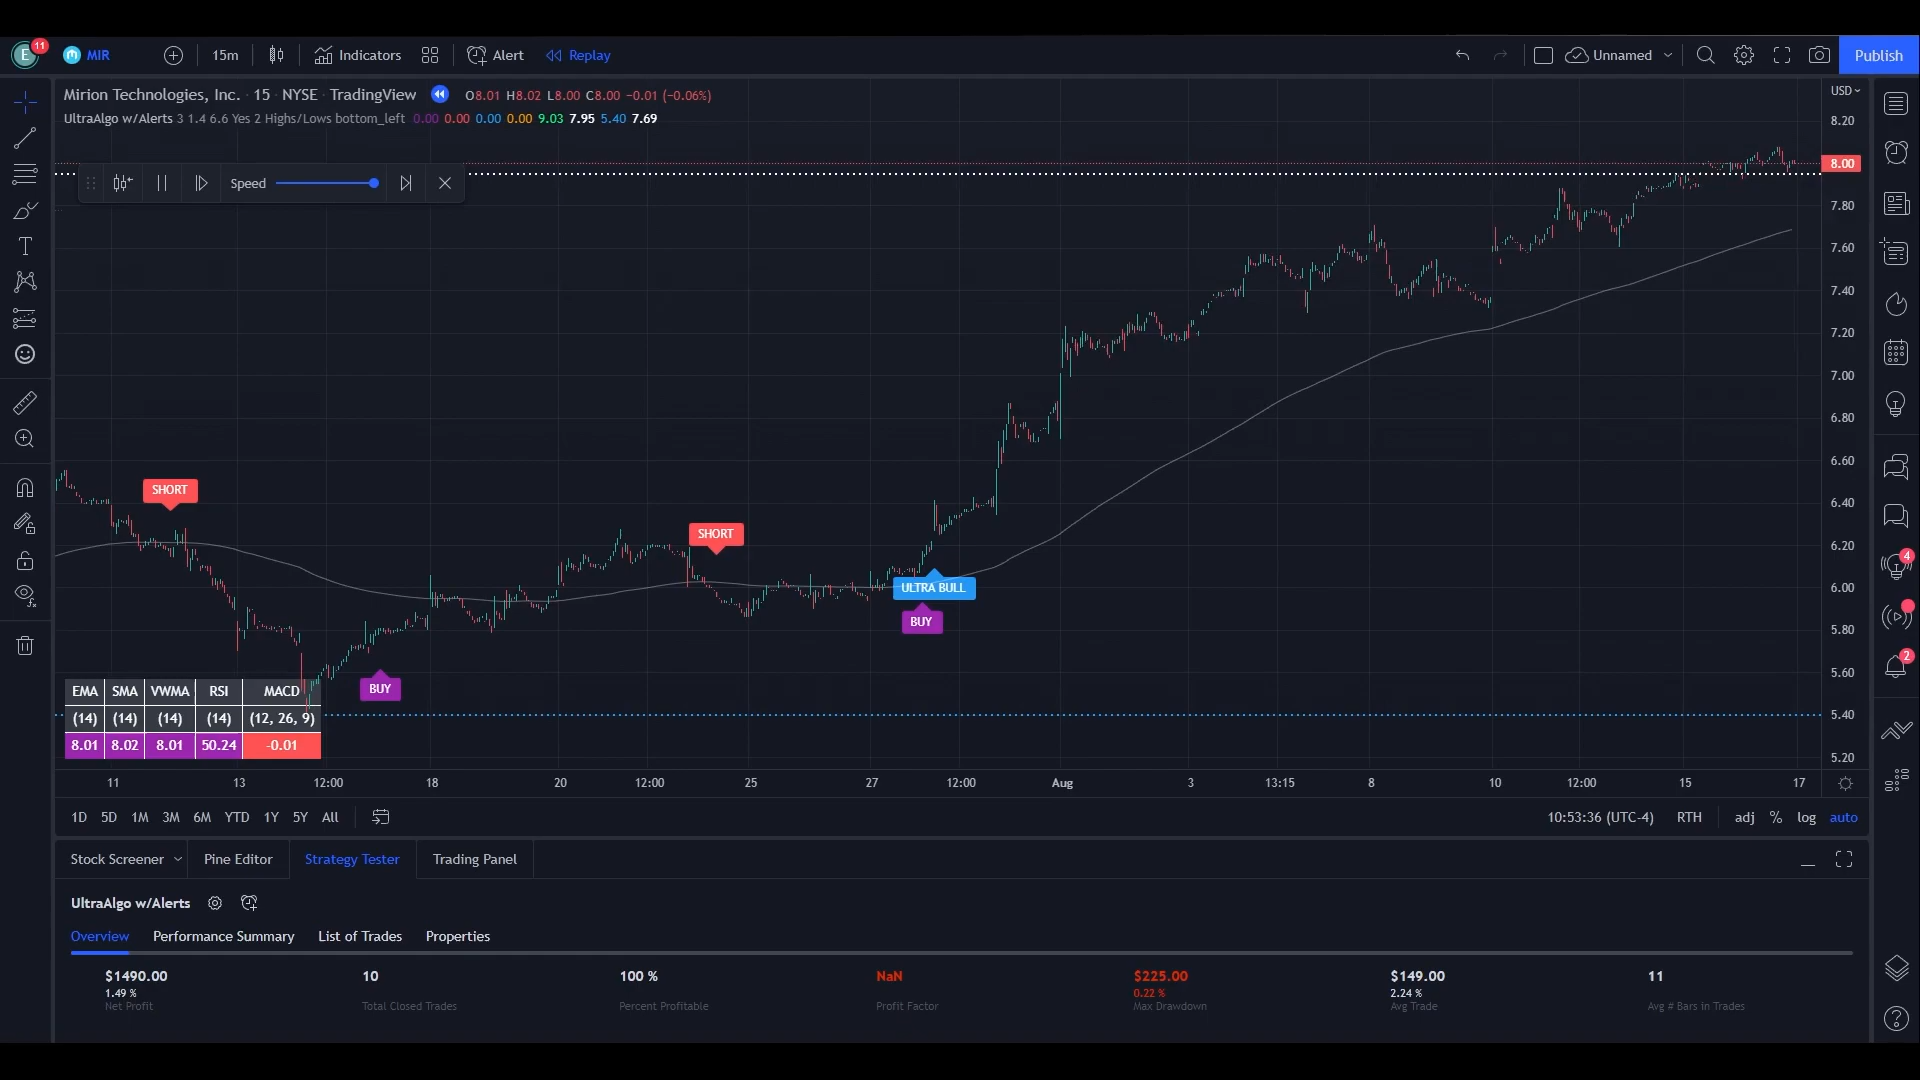 E 11 MIR 15m Indicators Alert Replay Unnamed Publish
Mirion Technologies, Inc. · 15 · NYSE · TradingView O8.01 H8.02 L8.00 C8.00 −0.01 (−0.06%)
USD
UltraAlgo w/Alerts 3 1.4 6.6 Yes 2 Highs/Lows bottom_left 0.00 0.00 0.00 0.00 9.03 7.95 5.40 7.69
8.20
8.00
Speed
7.80
7.60
7.40
7.20
7.00
6.80
6.60
6.40
6.20
6.00
5.80
5.60
5.40
5.20
SHORT
SHORT
ULTRA BULL
BUY
BUY
4
2
EMA SMA VWMA RSI MACD
(14) (14) (14) (14) (12, 26, 9)
8.01 8.02 8.01 50.24 -0.01
11 13 12:00 18 20 12:00 25 27 12:00 Aug 3 13:15 8 10 12:00 15 17
1D 5D 1M 3M 6M YTD 1Y 5Y All 10:53:36 (UTC-4) RTH adj % log auto
Stock Screener Pine Editor Strategy Tester Trading Panel
UltraAlgo w/Alerts
Overview Performance Summary List of Trades Properties
$1490.00 10 100 % NaN $225.00 $149.00 11
1.49 % 0.22 % 2.24 %
Net Profit Total Closed Trades Percent Profitable Profit Factor Max Drawdown Avg Trade Avg # Bars in Trades